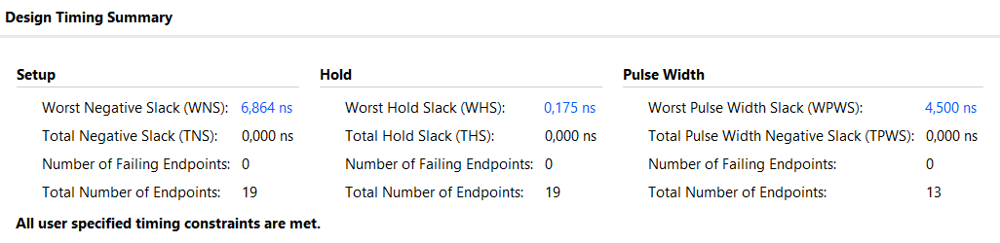 Design Timing Summary
Setup Hold Pulse Width
Worst Negative Slack (WNS): 6,864 ns Worst Hold Slack (WHS): 0,175 ns Worst Pulse Width Slack (WPWS): 4,500 ns
Total Negative Slack (TNS): 0,000 ns Total Hold Slack (THS): 0,000 ns Total Pulse Width Negative Slack (TPWS): 0,000 ns
Number of Failing Endpoints: 0 Number of Failing Endpoints: 0 Number of Failing Endpoints: 0
Total Number of Endpoints: 19 Total Number of Endpoints: 19 Total Number of Endpoints: 13
All user specified timing constraints are met.